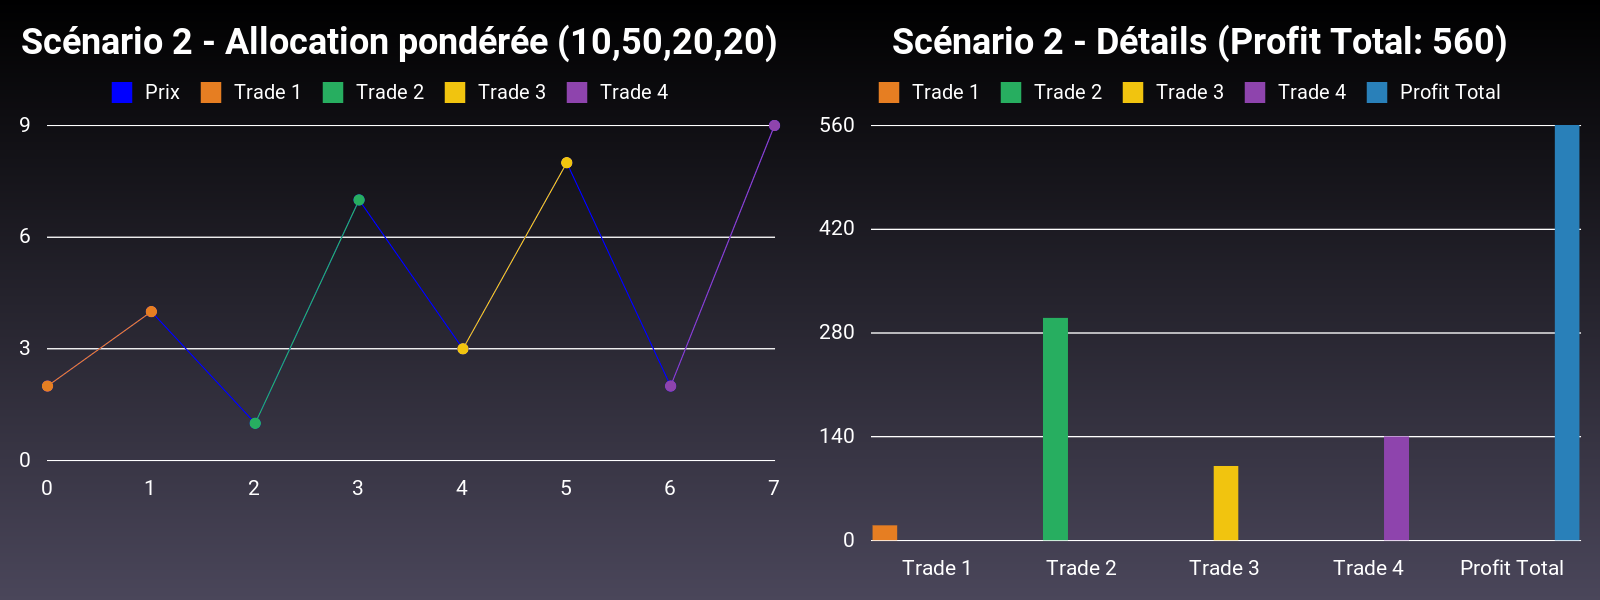 Scénario 2 - Allocation pondérée (10,50,20,20)
Prix Trade 1 Trade 2 Trade 3 Trade 4
9
6
3
0
0 1 2 3 4 5 6 7
Scénario 2 - Détails (Profit Total: 560)
Trade 1 Trade 2 Trade 3 Trade 4 Profit Total
560
420
280
140
0
Trade 1 Trade 2 Trade 3 Trade 4 Profit Total